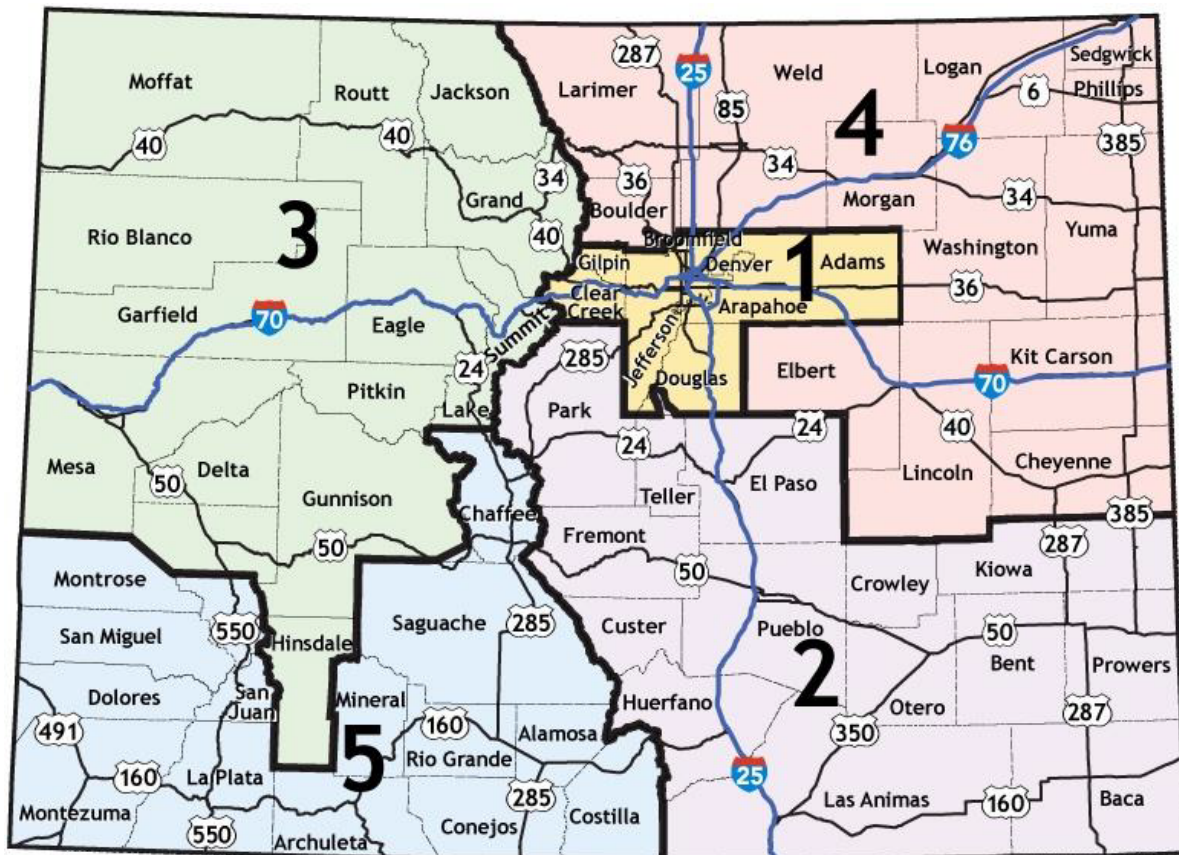 Moffat
Routt
Jackson
Larimer
287
25
85
Weld
Logan
Sedgwick
Phillips
6
385
4
76
40
40
34
Grand
40
36
Boulder
34
Morgan
34
Yuma
Washington
Rio Blanco
3
Broomfield
Gilpin
Denver
1
Adams
36
Clear
Creek
Arapahoe
Garfield
70
Eagle
Summit
24
Jefferson
Douglas
Elbert
Kit Carson
70
285
Pitkin
Lake
Park
24
24
40
Mesa
Delta
50
Gunnison
Teller
El Paso
Lincoln
Cheyenne
385
287
Chaffee
50
Fremont
50
Crowley
Kiowa
Montrose
550
Saguache
285
Custer
Pueblo
50
San Miguel
Hinsdale
2
Bent
Prowers
Dolores
San
Juan
Mineral
Huerfano
Otero
287
491
5
160
Alamosa
350
Rio Grande
160
La Plata
25
285
Las Animas
160
Baca
Montezuma
550
Archuleta
Conejos
Costilla